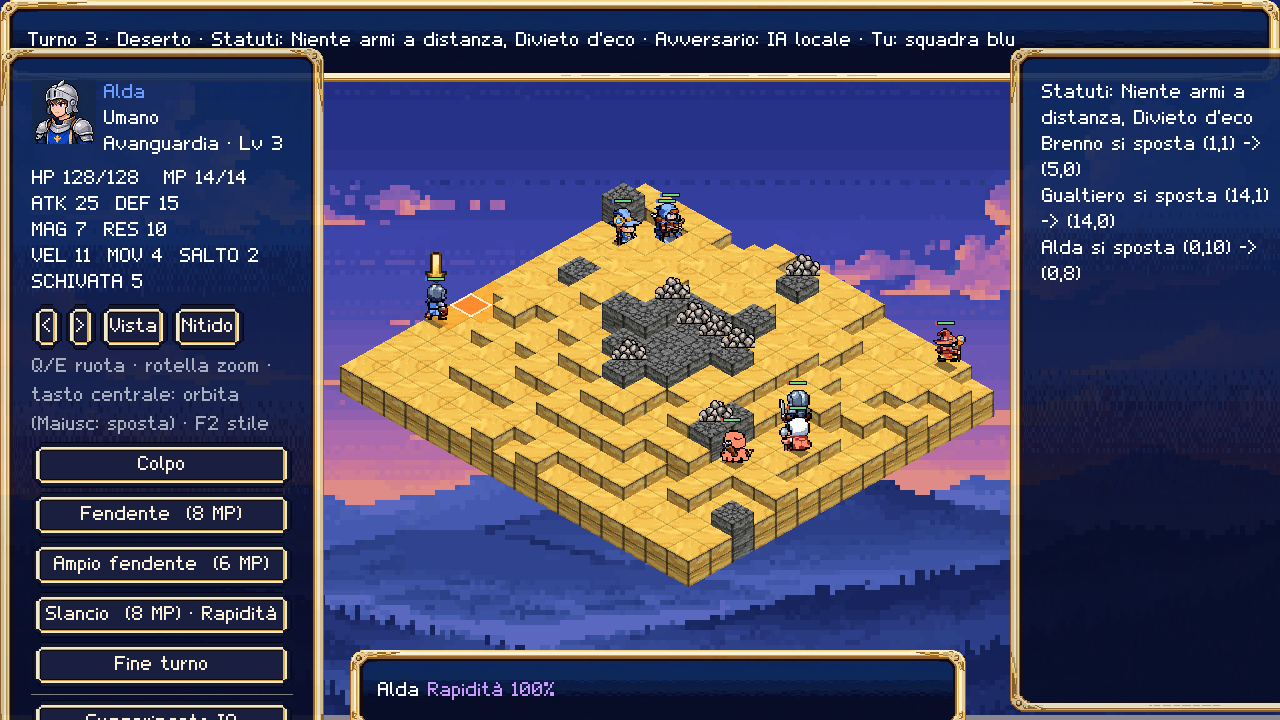 Turno 3 · Deserto · Statuti: Niente armi a distanza, Divieto d'eco · Avversario: IA locale · Tu: squadra blu
Alda
Umano
Avanguardia · Lv 3
HP 128/128 MP 14/14
ATK 25 DEF 15
MAG 7 RES 10
VEL 11 MOV 4 SALTO 2
SCHIVATA 5
< > Vista Nitido
Q/E ruota · rotella zoom ·
tasto centrale: orbita
(Maiusc: sposta) · F2 stile
Colpo
Fendente (8 MP)
Ampio fendente (6 MP)
Slancio (8 MP) · Rapidità
Fine turno
Statuti: Niente armi a
distanza, Divieto d'eco
Brenno si sposta (1,1) ->
(5,0)
Gualtiero si sposta (14,1)
-> (14,0)
Alda si sposta (0,10) ->
(0,8)
Alda Rapidità 100%